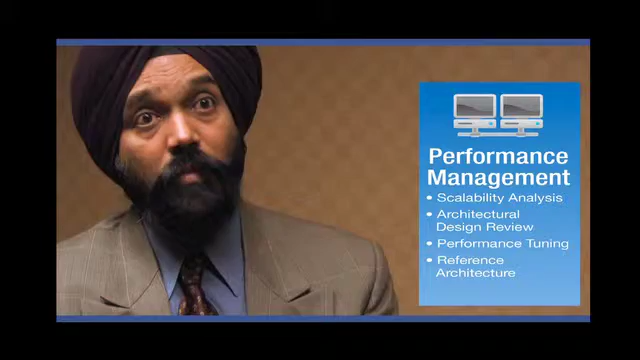 Performance
Management
• Scalability Analysis
• Architectural
Design Review
• Performance Tuning
• Reference
Architecture